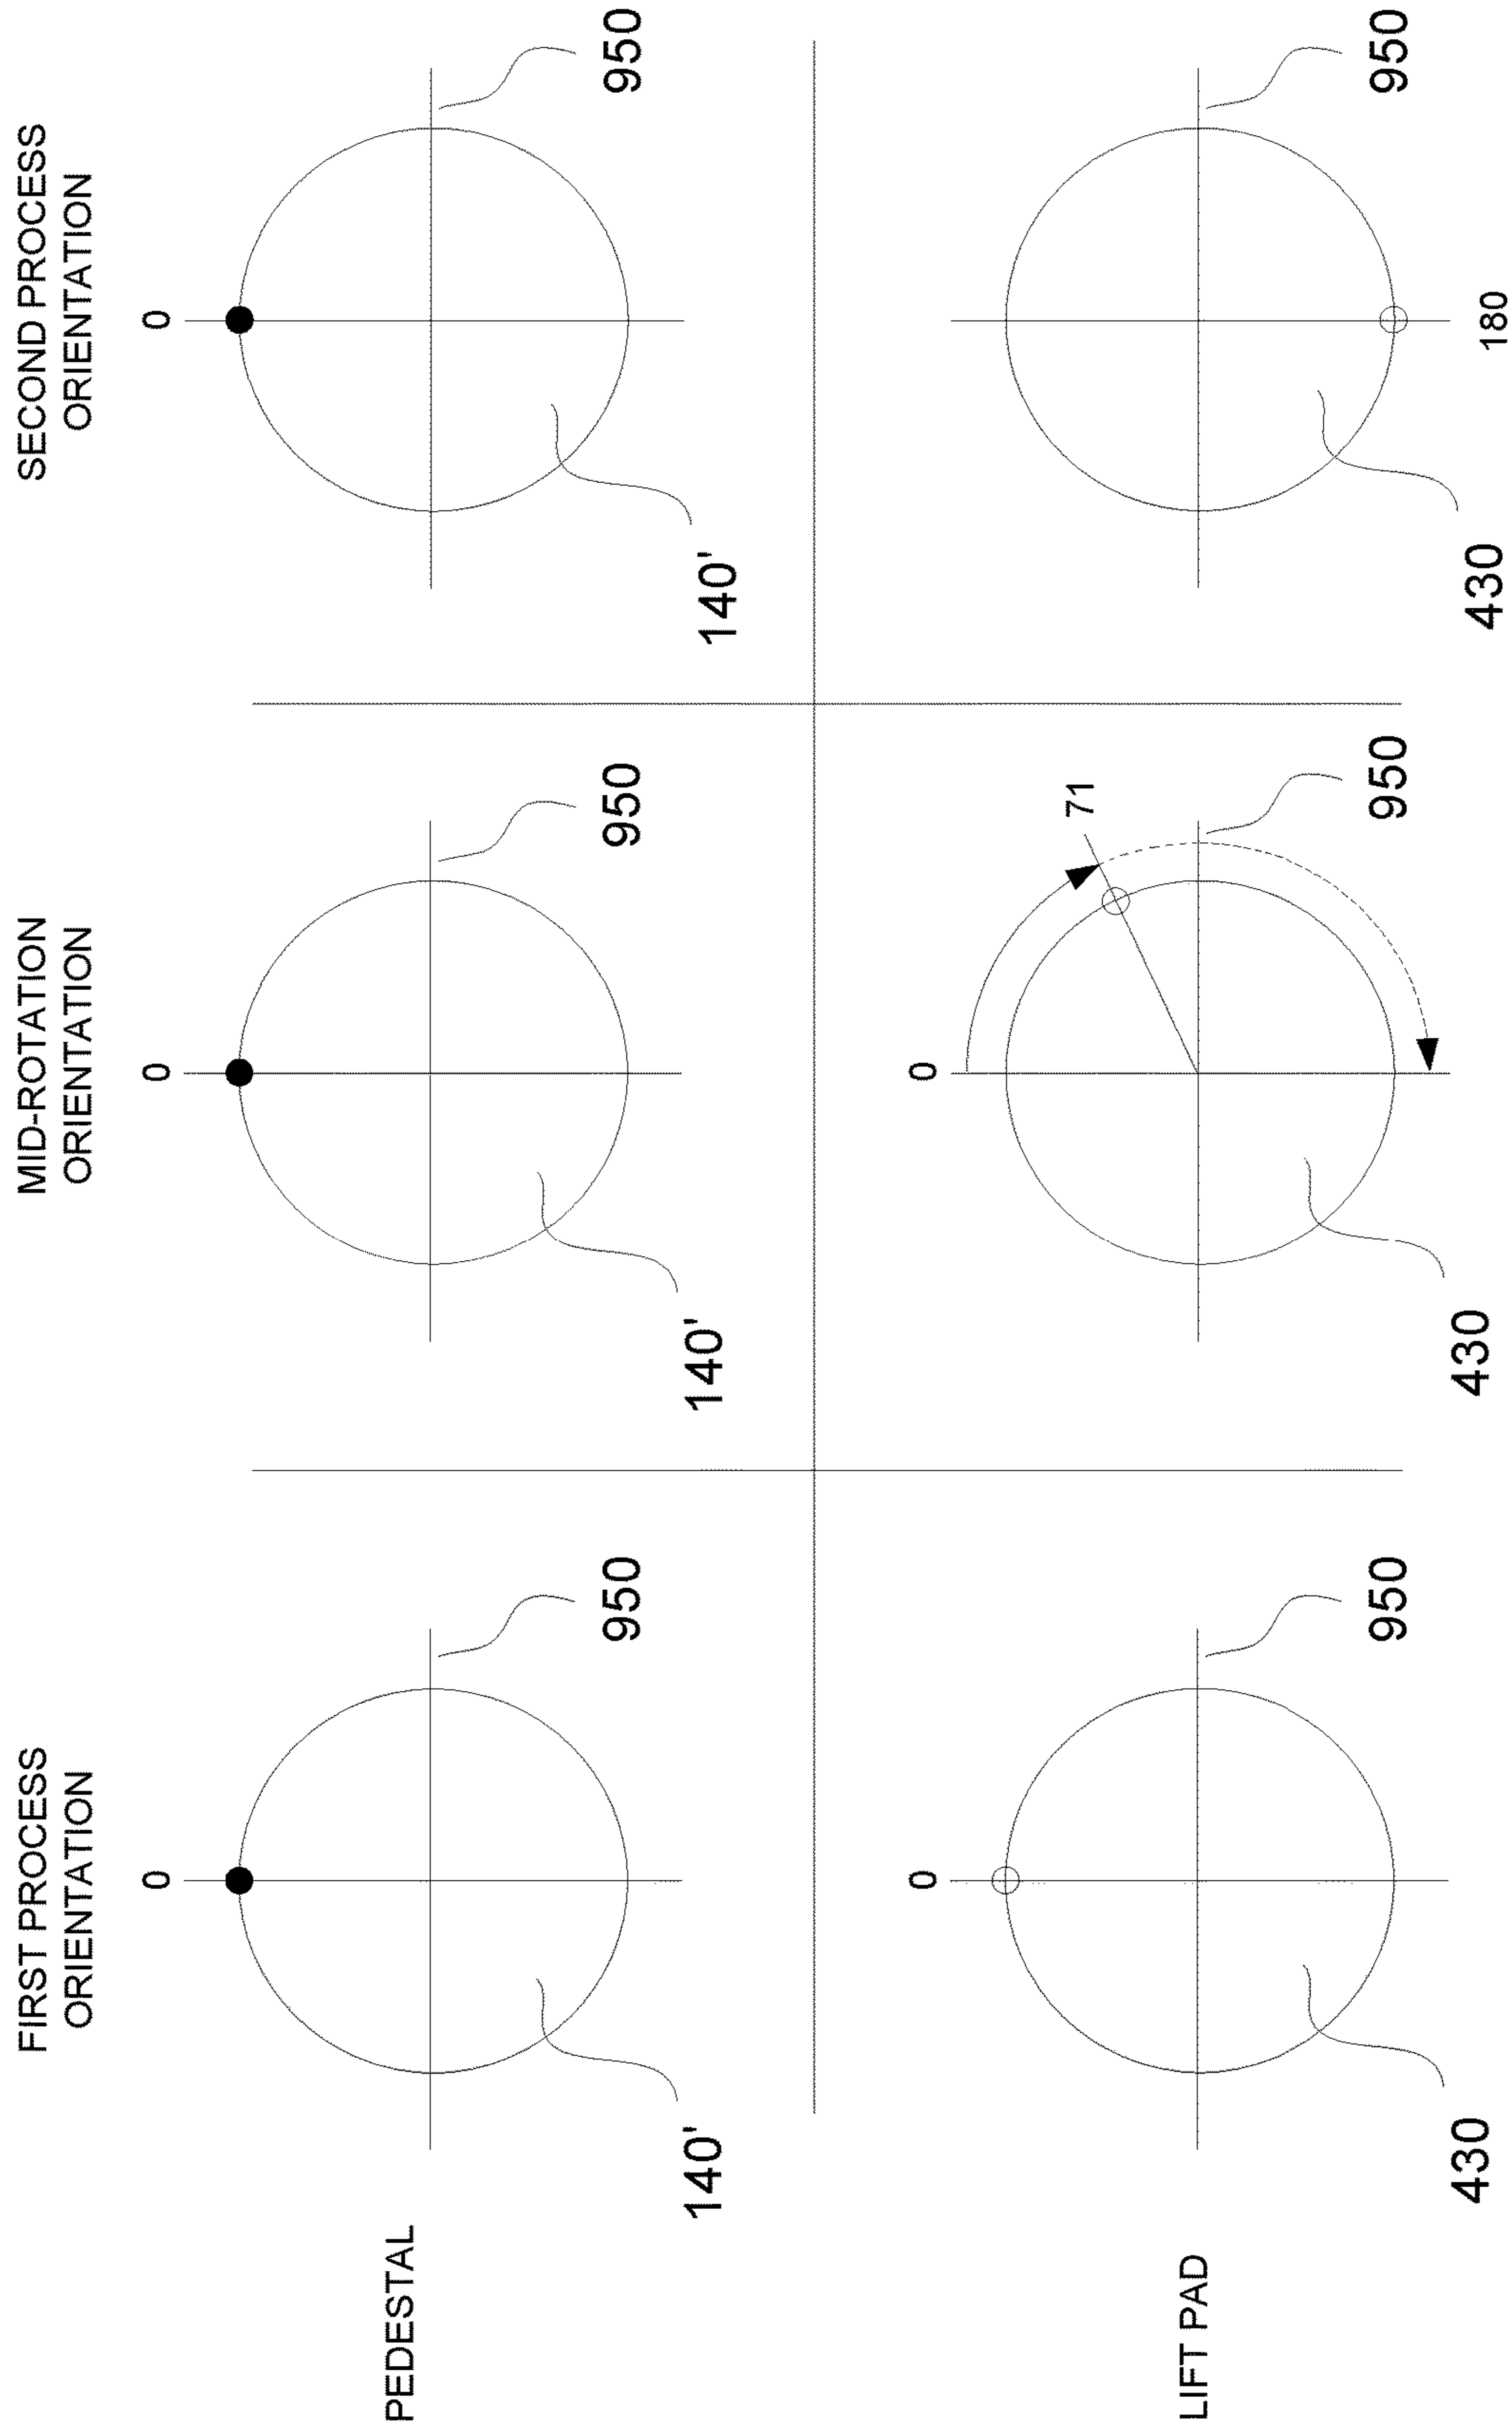 FIRST PROCESS
ORIENTATION
MID-ROTATION
ORIENTATION
SECOND PROCESS
ORIENTATION
PEDESTAL
0
950
140'
0
950
140'
0
950
140'
LIFT PAD
0
950
430
0
71
950
430
950
430
180